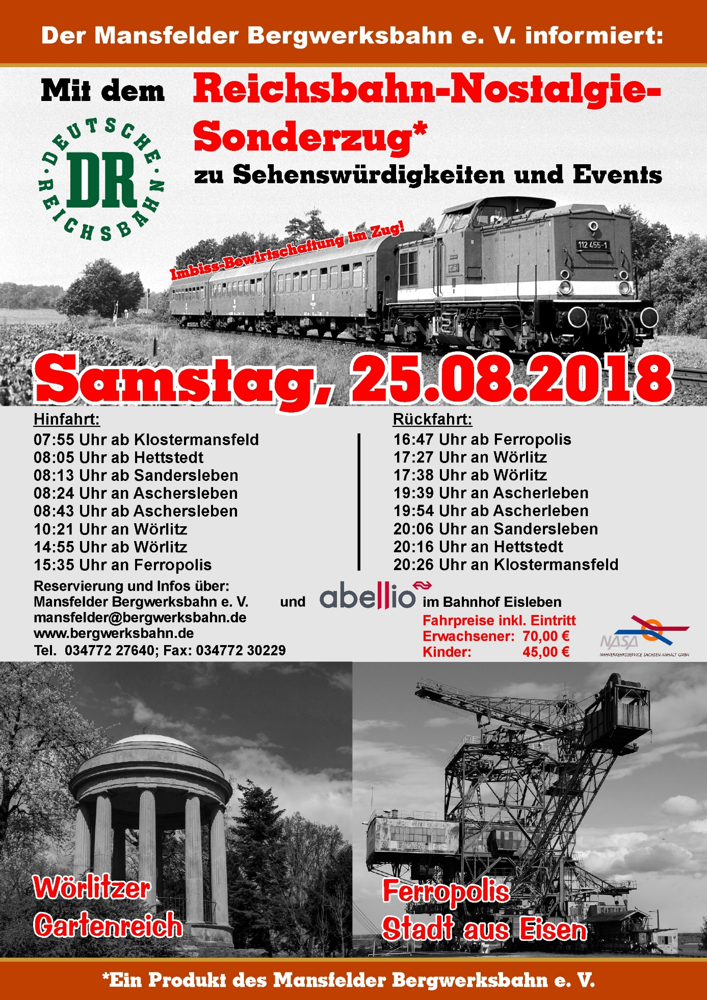 Der Mansfelder Bergwerksbahn e. V. informiert:
Mit dem
Reichsbahn-Nostalgie-
Sonderzug*
zu Sehenswürdigkeiten und Events
DEUTSCHE
DR
REICHSBAHN
Imbiss-Bewirtschaftung im Zug!
112 455-1
Samstag, 25.08.2018
Hinfahrt:
07:55 Uhr ab Klostermansfeld
08:05 Uhr ab Hettstedt
08:13 Uhr ab Sandersleben
08:24 Uhr an Aschersleben
08:43 Uhr ab Aschersleben
10:21 Uhr an Wörlitz
14:55 Uhr ab Wörlitz
15:35 Uhr an Ferropolis
Rückfahrt:
16:47 Uhr ab Ferropolis
17:27 Uhr an Wörlitz
17:38 Uhr ab Wörlitz
19:39 Uhr an Ascherleben
19:54 Uhr ab Ascherleben
20:06 Uhr an Sandersleben
20:16 Uhr an Hettstedt
20:26 Uhr an Klostermansfeld
Reservierung und Infos über:
Mansfelder Bergwerksbahn e. V. und abellio im Bahnhof Eisleben
mansfelder@bergwerksbahn.de
www.bergwerksbahn.de
Tel. 034772 27640; Fax: 034772 30229
Fahrpreise inkl. Eintritt
Erwachsener: 70,00 €
Kinder: 45,00 €
NASA
NAHVERKEHRSSERVICE SACHSEN-ANHALT GMBH
Wörlitzer
Gartenreich
Ferropolis
Stadt aus Eisen
*Ein Produkt des Mansfelder Bergwerksbahn e. V.